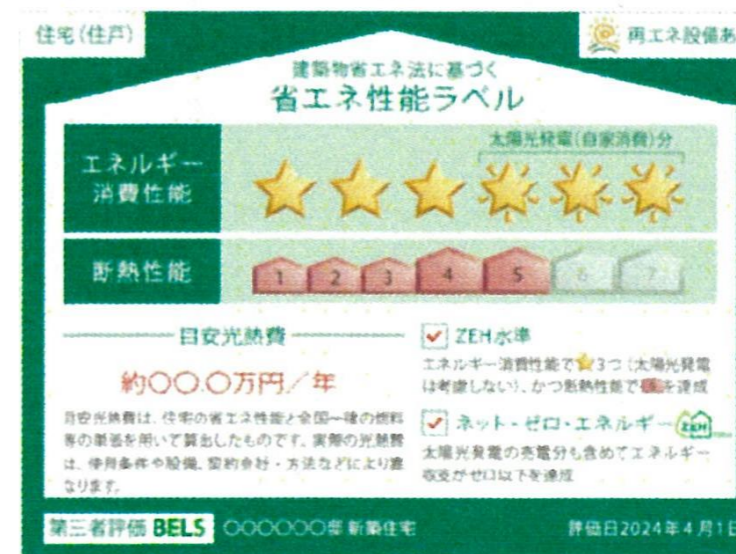 住宅(住戸)
再エネ設備あ
建築物省エネ法に基づく
省エネ性能ラベル
太陽光発電(自家消費)分
エネルギー
消費性能
断熱性能
1 2 3 4 5 6 7
目安光熱費
約〇〇.〇万円/年
目安光熱費は、住宅の省エネ性能と全国一律の燃料
等の単価を用いて算出したものです。実際の光熱費
は、使用条件や設備、契約会社・方法などにより異
なります。
ZEH水準
エネルギー消費性能で3つ(太陽光発電
は考慮しない)、かつ断熱性能で5を達成
ネット・ゼロ・エネルギー ZEH
太陽光発電の売電分も含めてエネルギー
収支がゼロ以下を達成
第三者評価 BELS 〇〇〇〇〇〇邸 新築住宅
評価日2024年4月1日